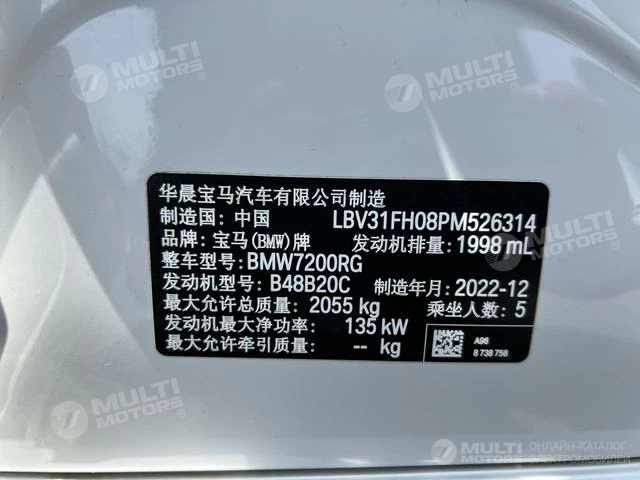 MULTI
MOTORS®
MULTI
MOTORS®
华晨宝马汽车有限公司制造
制造国: 中国 LBV31FH08PM526314
品牌: 宝马(BMW)牌 发动机排量: 1998 mL
整车型号: BMW7200RG
发动机型号: B48B20C 制造年月: 2022-12
最大允许总质量: 2055 kg 乘坐人数: 5
发动机最大净功率: 135 kW
最大允许牵引质量: -- kg
A96
8 738 756
MULTI
MOTORS®
MULTI
MOTORS®
ОНЛАЙН-КАТАЛОГ
ЭЛЕКТРОМОБИЛЕЙ